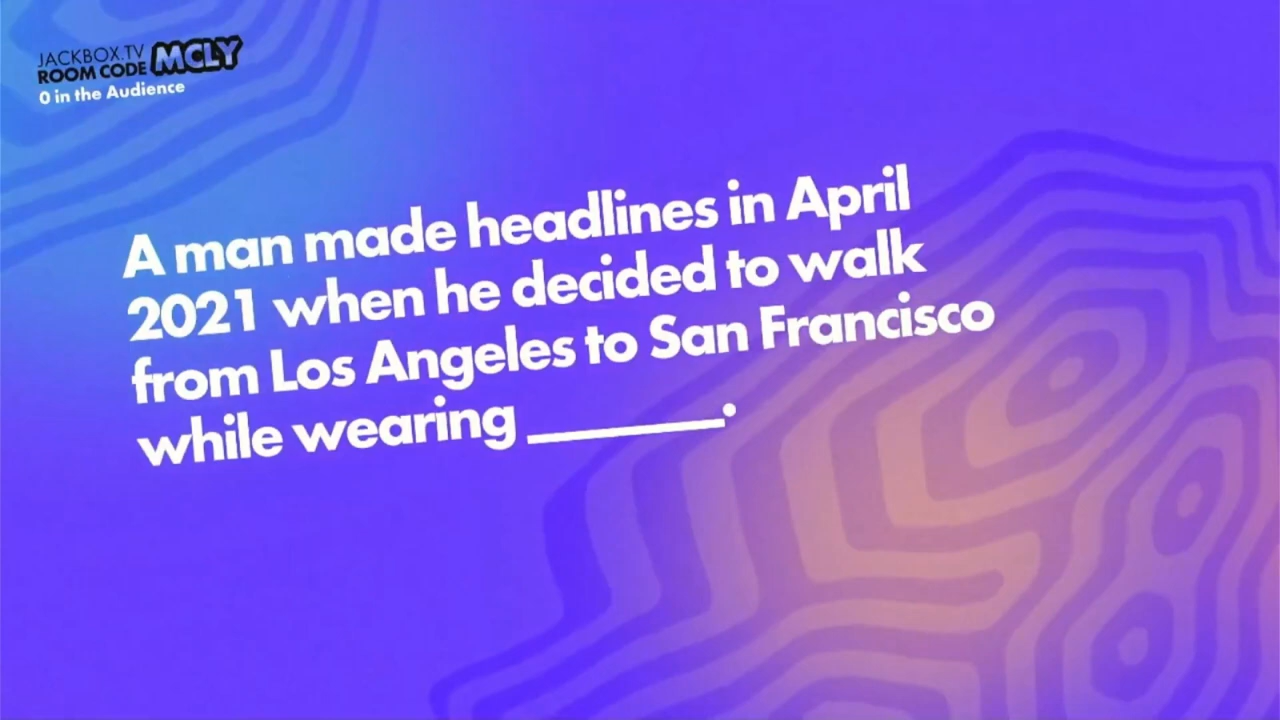 JACKBOX.TV
ROOM CODE MCLY
0 in the Audience
A man made headlines in April
2021 when he decided to walk
from Los Angeles to San Francisco
while wearing ________.